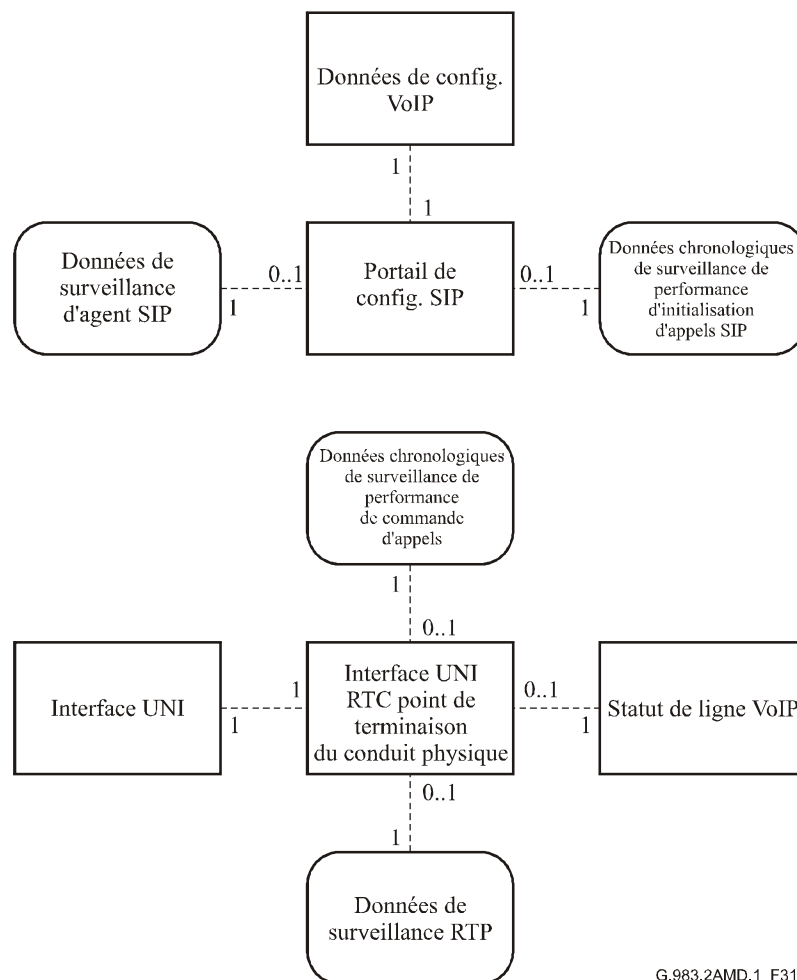 Données de config.
VoIP
1
1
Données de
surveillance
d'agent SIP
0..1
1
Portail de
config. SIP
0..1
1
Données chronologiques
de surveillance de
performance
d'initialisation
d'appels SIP
Données chronologiques
de surveillance de
performance
de commande
d'appels
1
0..1
Interface UNI
1
1
Interface UNI
RTC point de
terminaison
du conduit physique
0..1
1
Statut de ligne VoIP
0..1
1
Données de
surveillance RTP
G.983.2AMD.1_F31